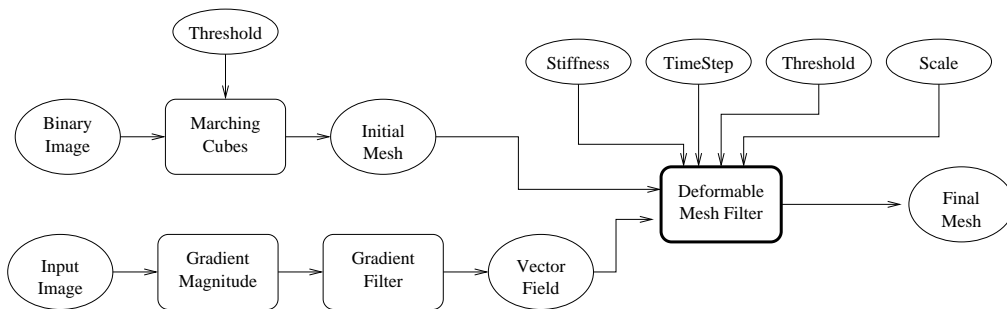 Threshold
Stiffness
TimeStep
Threshold
Scale
Binary
Image
Marching
Cubes
Initial
Mesh
Deformable
Mesh Filter
Final
Mesh
Input
Image
Gradient
Magnitude
Gradient
Filter
Vector
Field